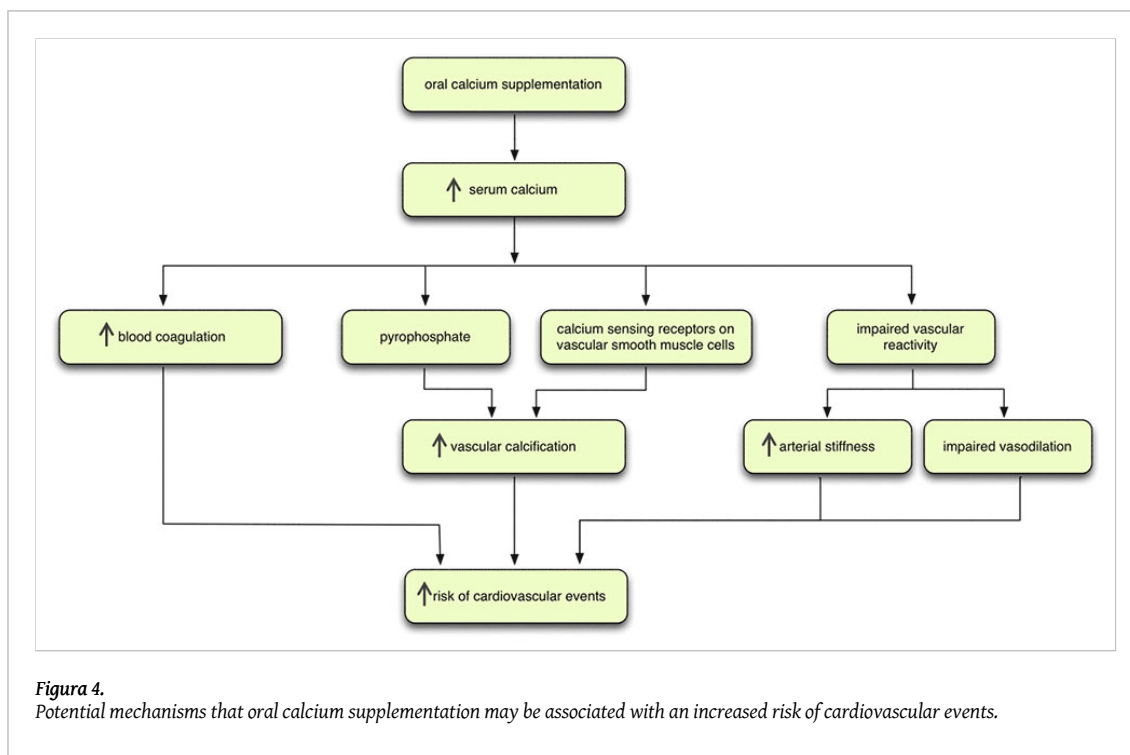 oral calcium supplementation
↑ serum calcium
↑ blood coagulation
pyrophosphate
calcium sensing receptors on
vascular smooth muscle cells
impaired vascular
reactivity
↑ vascular calcification
↑ arterial stiffness
impaired vasodilation
↑ risk of cardiovascular events
Figura 4.
Potential mechanisms that oral calcium supplementation may be associated with an increased risk of cardiovascular events.